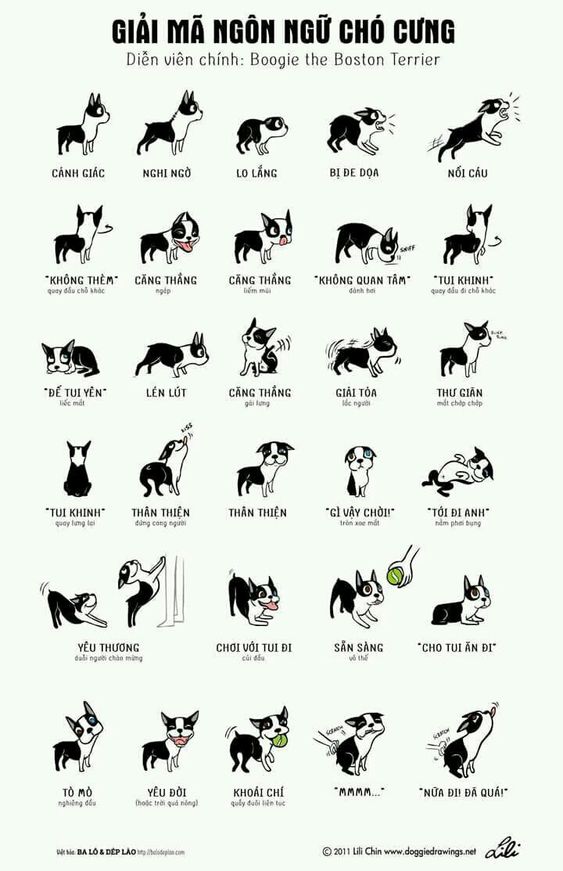 GIẢI MÃ NGÔN NGỮ CHÓ CƯNG
Diễn viên chính: Boogie the Boston Terrier
CẢNH GIÁC
NGHI NGỜ
LO LẮNG
BỊ ĐE DỌA
NỔI CÁU
"KHÔNG THÈM"
quay đầu chỗ khác
CĂNG THẲNG
ngáp
CĂNG THẲNG
liếm mũi
SNIFF
"KHÔNG QUAN TÂM"
đánh hơi
"TUI KHINH"
quay đầu đi chỗ khác
"ĐỂ TUI YÊN"
liếc mắt
LÉN LÚT
CĂNG THẲNG
gãi lưng
GIẢI TỎA
lắc người
THƯ GIÃN
mắt chớp chớp
"TUI KHINH"
quay lưng lại
KISS
THÂN THIỆN
đứng cong người
THÂN THIỆN
"GÌ VẬY CHỜI!"
tròn xoe mắt
"TỚI ĐI ANH"
nằm phơi bụng
YÊU THƯƠNG
duỗi người chào mừng
CHƠI VỚI TUI ĐI
cúi đầu
SẴN SÀNG
vô thế
"CHO TUI ĂN ĐI"
TÒ MÒ
nghiêng đầu
YÊU ĐỜI
(hoặc trời quá nóng)
KHOÁI CHÍ
quẫy đuôi liên tục
SCRATCH
"MMMM..."
SCRATCH
"NỮA ĐI! ĐÃ QUÁ!"
Việt hóa: BA LÔ & DÉP LÀO http://balodeplao.com
© 2011 Lili Chin www.doggiedrawings.net
Lili